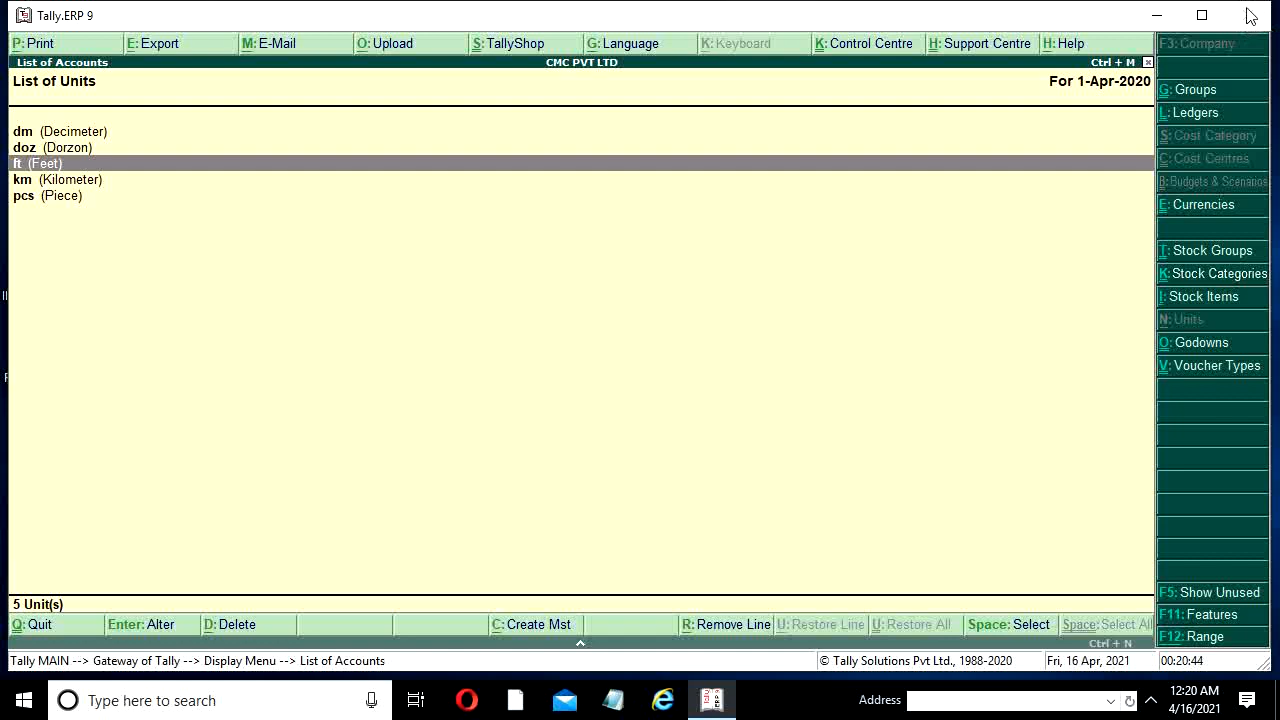 Tally.ERP 9
P: Print E: Export M: E-Mail O: Upload S: TallyShop G: Language K: Keyboard K: Control Centre H: Support Centre H: Help
List of Accounts CMC PVT LTD Ctrl + M
List of Units For 1-Apr-2020
dm (Decimeter)
doz (Dorzon)
ft (Feet)
km (Kilometer)
pcs (Piece)
5 Unit(s)
Q: Quit Enter: Alter D: Delete C: Create Mst R: Remove Line U: Restore Line U: Restore All Space: Select Space: Select All
Ctrl + N
F3: Company
G: Groups
L: Ledgers
S: Cost Category
C: Cost Centres
B: Budgets & Scenarios
E: Currencies
T: Stock Groups
K: Stock Categories
I: Stock Items
N: Units
O: Godowns
V: Voucher Types
F5: Show Unused
F11: Features
F12: Range
Tally MAIN --> Gateway of Tally --> Display Menu --> List of Accounts © Tally Solutions Pvt Ltd., 1988-2020 Fri, 16 Apr, 2021 00:20:44
Type here to search Address 12:20 AM
4/16/2021